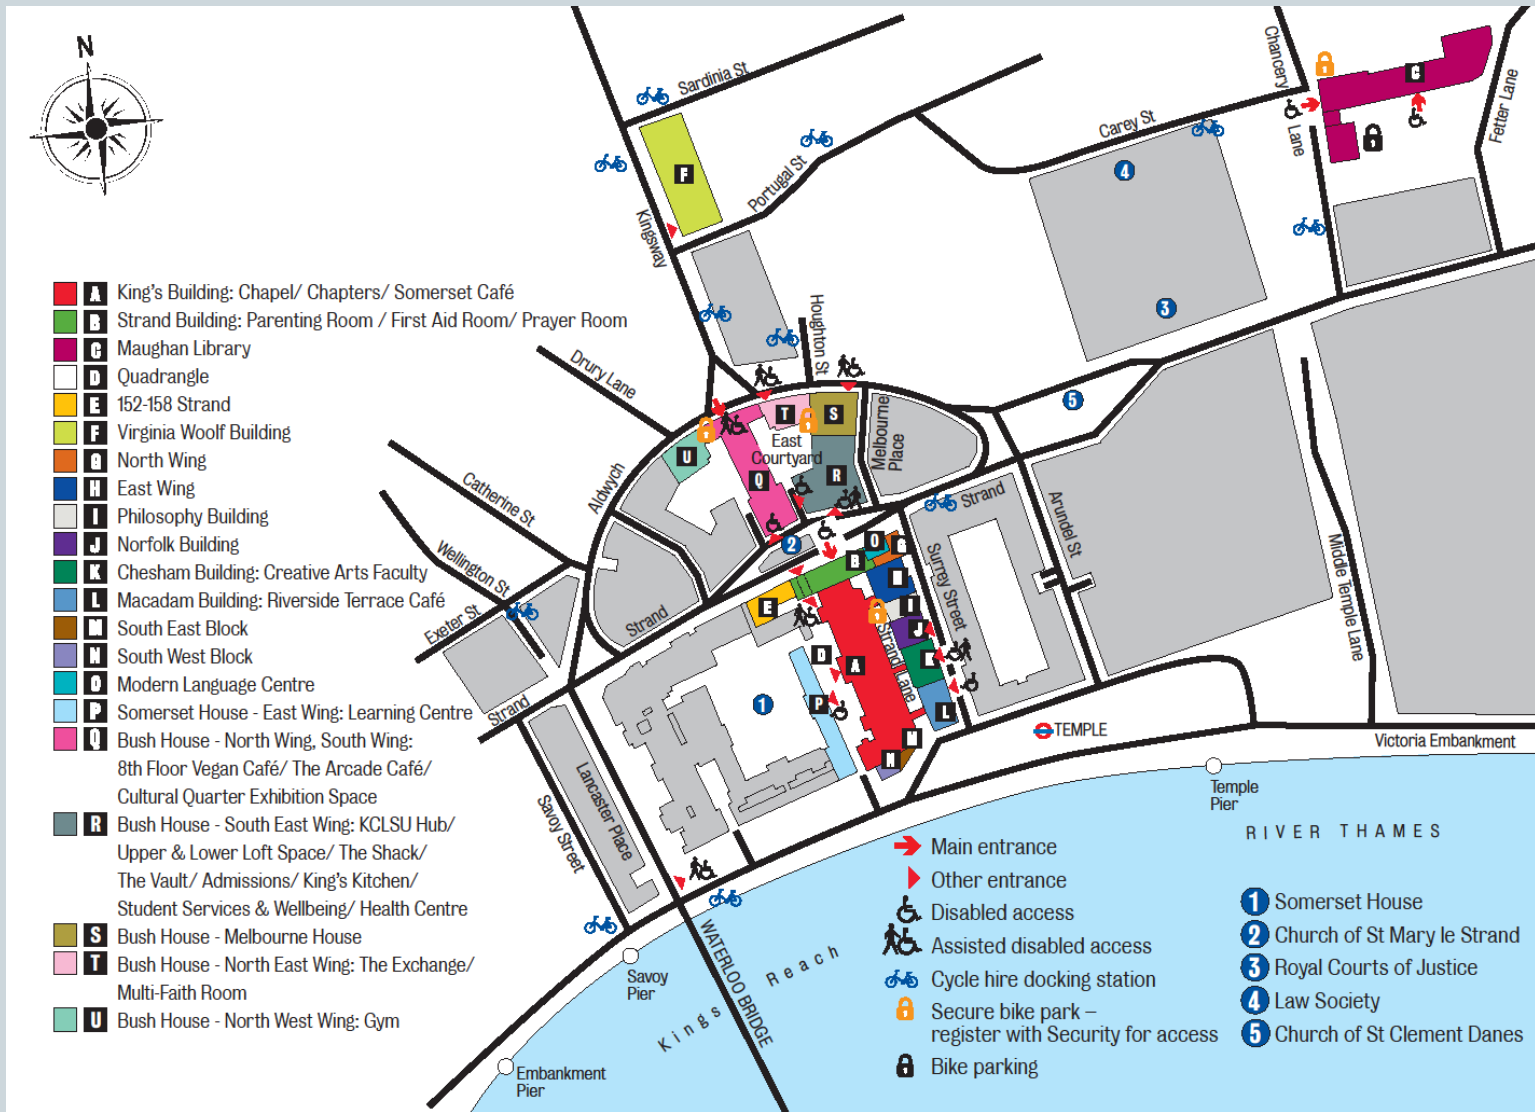 N
Sardinia St
Kingsway
Portugal St
Carey St
Chancery
Lane
Fetter Lane
Houghton St
Drury Lane
Catherine St
Wellington St
Exeter St
Aldwych
Melbourne
Place
East
Courtyard
Strand
Strand
Strand
Surrey Street
Strand Lane
Arundel St
Middle Temple Lane
Savoy Street
Lancaster Place
WATERLOO BRIDGE
Victoria Embankment
TEMPLE
Temple
Pier
Savoy
Pier
Embankment
Pier
RIVER THAMES
Kings Reach
C
F
T
S
U
Q
R
O
B
G
H
E
I
J
K
D
A
P
L
M
N
1
2
3
4
5
A King's Building: Chapel/ Chapters/ Somerset Café
B Strand Building: Parenting Room / First Aid Room/ Prayer Room
C Maughan Library
D Quadrangle
E 152-158 Strand
F Virginia Woolf Building
G North Wing
H East Wing
I Philosophy Building
J Norfolk Building
K Chesham Building: Creative Arts Faculty
L Macadam Building: Riverside Terrace Café
M South East Block
N South West Block
O Modern Language Centre
P Somerset House - East Wing: Learning Centre
Q Bush House - North Wing, South Wing:
8th Floor Vegan Café/ The Arcade Café/
Cultural Quarter Exhibition Space
R Bush House - South East Wing: KCLSU Hub/
Upper & Lower Loft Space/ The Shack/
The Vault/ Admissions/ King's Kitchen/
Student Services & Wellbeing/ Health Centre
S Bush House - Melbourne House
T Bush House - North East Wing: The Exchange/
Multi-Faith Room
U Bush House - North West Wing: Gym
Main entrance
Other entrance
Disabled access
Assisted disabled access
Cycle hire docking station
Secure bike park –
register with Security for access
Bike parking
1 Somerset House
2 Church of St Mary le Strand
3 Royal Courts of Justice
4 Law Society
5 Church of St Clement Danes